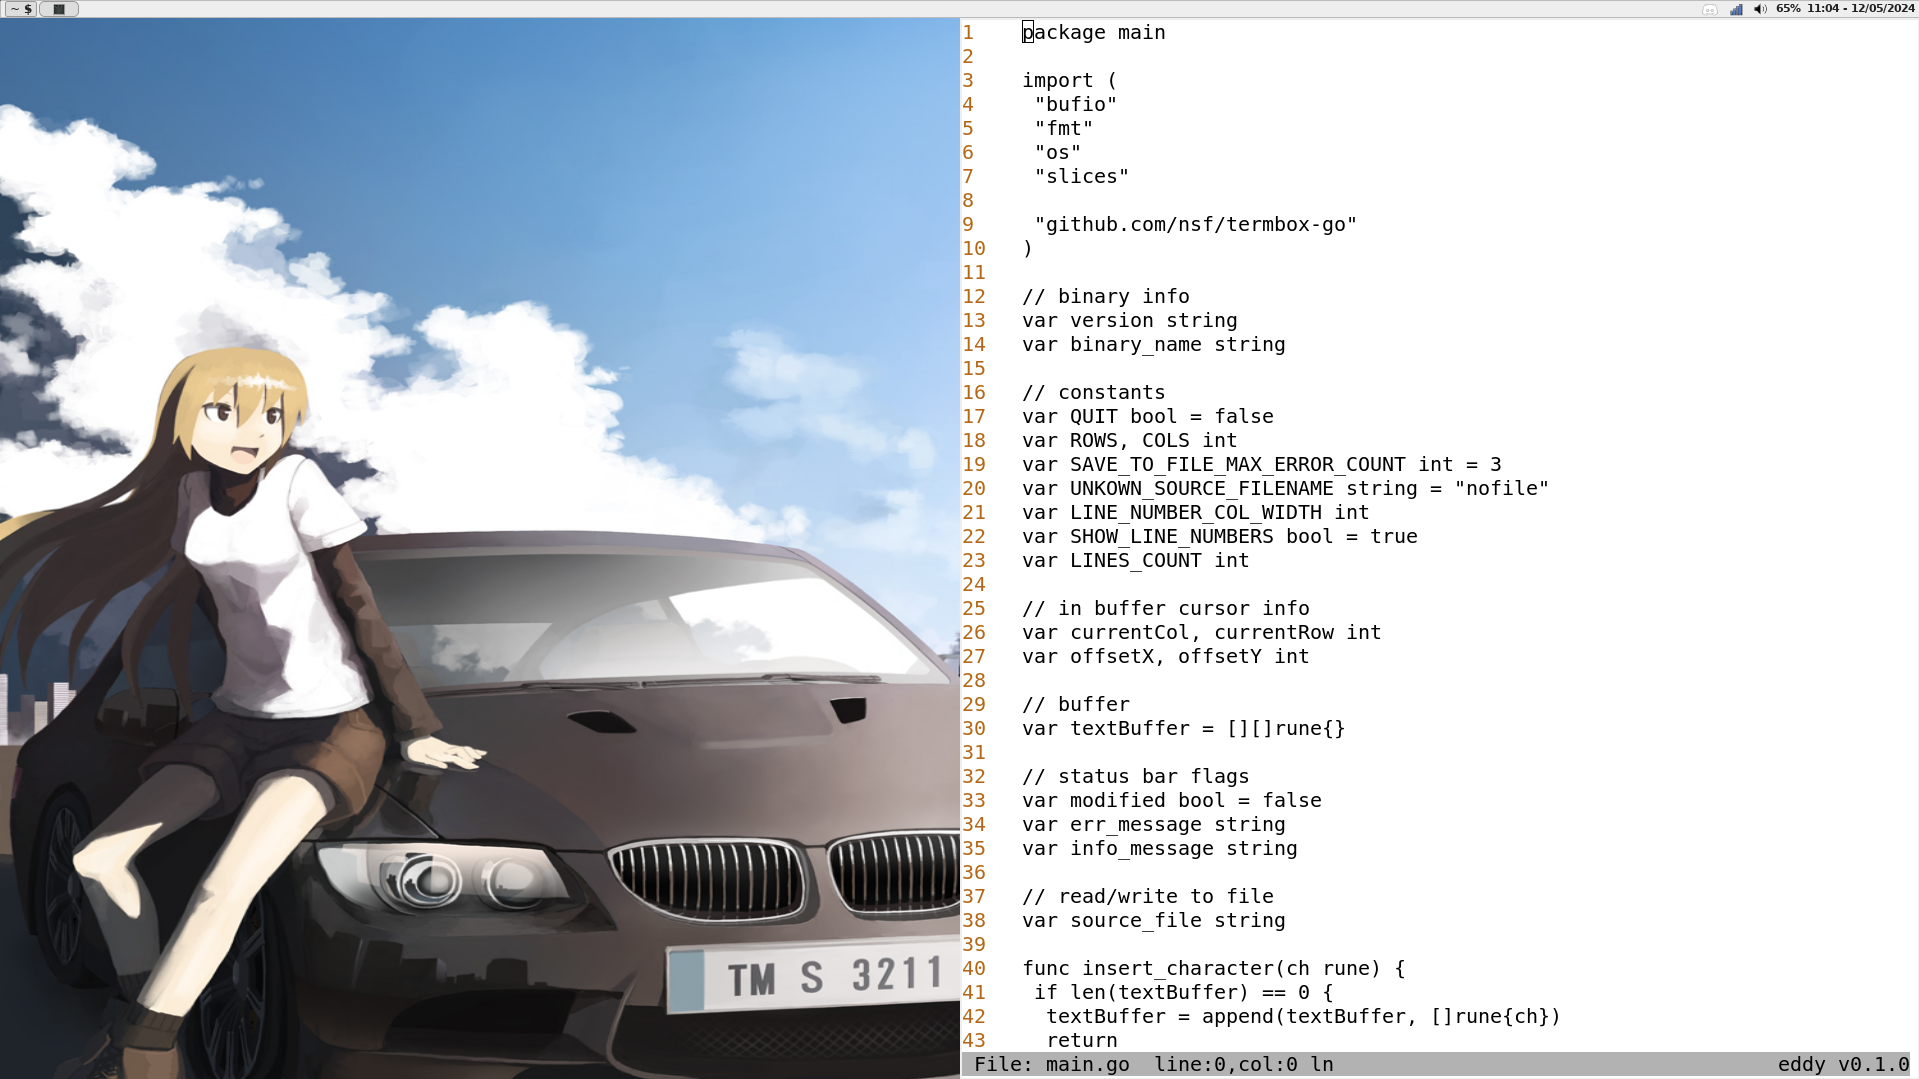 ~ $
65% 11:04 - 12/05/2024
TM S 3211
1 package main
2
3 import (
4  "bufio"
5  "fmt"
6  "os"
7  "slices"
8
9  "github.com/nsf/termbox-go"
10 )
11
12 // binary info
13 var version string
14 var binary_name string
15
16 // constants
17 var QUIT bool = false
18 var ROWS, COLS int
19 var SAVE_TO_FILE_MAX_ERROR_COUNT int = 3
20 var UNKOWN_SOURCE_FILENAME string = "nofile"
21 var LINE_NUMBER_COL_WIDTH int
22 var SHOW_LINE_NUMBERS bool = true
23 var LINES_COUNT int
24
25 // in buffer cursor info
26 var currentCol, currentRow int
27 var offsetX, offsetY int
28
29 // buffer
30 var textBuffer = [][]rune{}
31
32 // status bar flags
33 var modified bool = false
34 var err_message string
35 var info_message string
36
37 // read/write to file
38 var source_file string
39
40 func insert_character(ch rune) {
41  if len(textBuffer) == 0 {
42   textBuffer = append(textBuffer, []rune{ch})
43   return
File: main.go  line:0,col:0 ln eddy v0.1.0